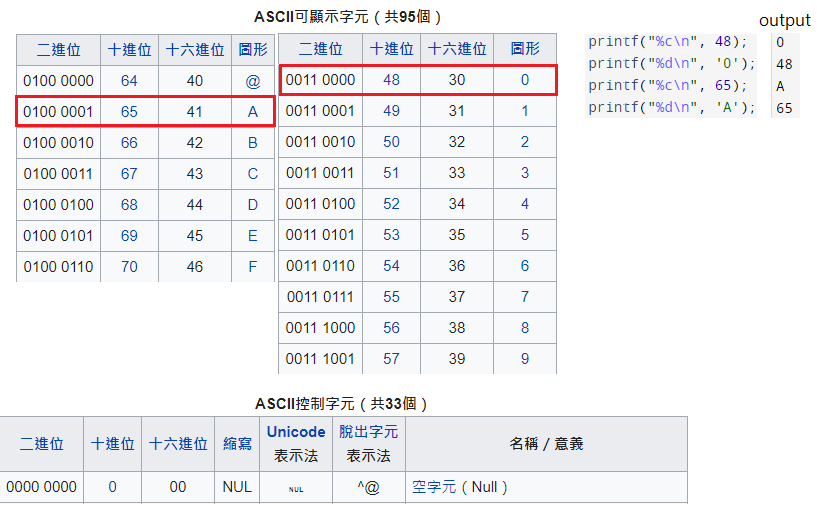 ASCII可顯示字元（共95個）
二進位 十進位 十六進位 圖形
0100 0000 64 40 @
0100 0001 65 41 A
0100 0010 66 42 B
0100 0011 67 43 C
0100 0100 68 44 D
0100 0101 69 45 E
0100 0110 70 46 F
二進位 十進位 十六進位 圖形
0011 0000 48 30 0
0011 0001 49 31 1
0011 0010 50 32 2
0011 0011 51 33 3
0011 0100 52 34 4
0011 0101 53 35 5
0011 0110 54 36 6
0011 0111 55 37 7
0011 1000 56 38 8
0011 1001 57 39 9
output
printf("%c\n", 48); 0
printf("%d\n", '0'); 48
printf("%c\n", 65); A
printf("%d\n", 'A'); 65
ASCII控制字元（共33個）
二進位 十進位 十六進位 縮寫 Unicode表示法 脫出字元表示法 名稱／意義
0000 0000 0 00 NUL NUL ^@ 空字元（Null）